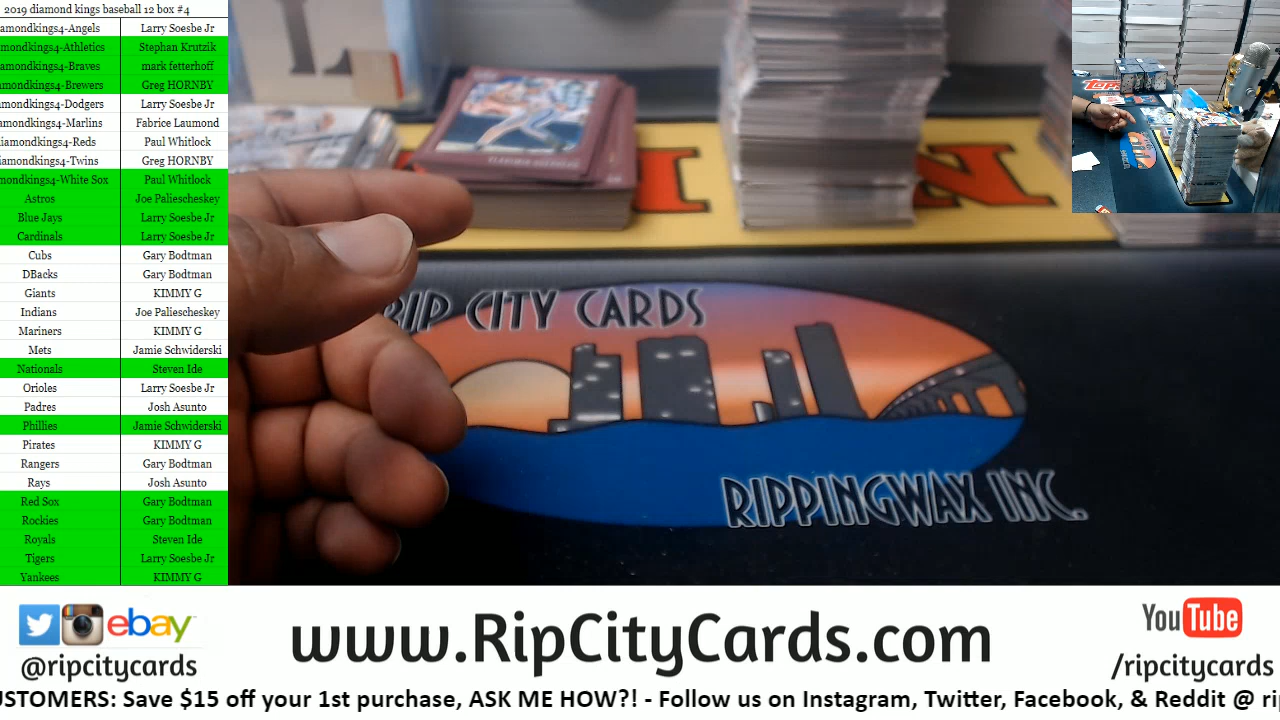 2019 diamond kings baseball 12 box #4
amondkings4-Angels Larry Soesbe Jr
mondkings4-Athletics Stephan Krutzik
amondkings4-Braves mark fetterhoff
mondkings4-Brewers Greg HORNBY
amondkings4-Dodgers Larry Soesbe Jr
amondkings4-Marlins Fabrice Laumond
iamondkings4-Reds Paul Whitlock
iamondkings4-Twins Greg HORNBY
mondkings4-White Sox Paul Whitlock
Astros Joe Paliescheskey
Blue Jays Larry Soesbe Jr
Cardinals Larry Soesbe Jr
Cubs Gary Bodtman
DBacks Gary Bodtman
Giants KIMMY G
Indians Joe Paliescheskey
Mariners KIMMY G
Mets Jamie Schwiderski
Nationals Steven Ide
Orioles Larry Soesbe Jr
Padres Josh Asunto
Phillies Jamie Schwiderski
Pirates KIMMY G
Rangers Gary Bodtman
Rays Josh Asunto
Red Sox Gary Bodtman
Rockies Gary Bodtman
Royals Steven Ide
Tigers Larry Soesbe Jr
Yankees KIMMY G
RIP CITY CARDS
RIPPINGWAX INC.
ebay
@ripcitycards
www.RipCityCards.com
YouTube
/ripcitycards
USTOMERS: Save $15 off your 1st purchase, ASK ME HOW?! - Follow us on Instagram, Twitter, Facebook, & Reddit @ rip